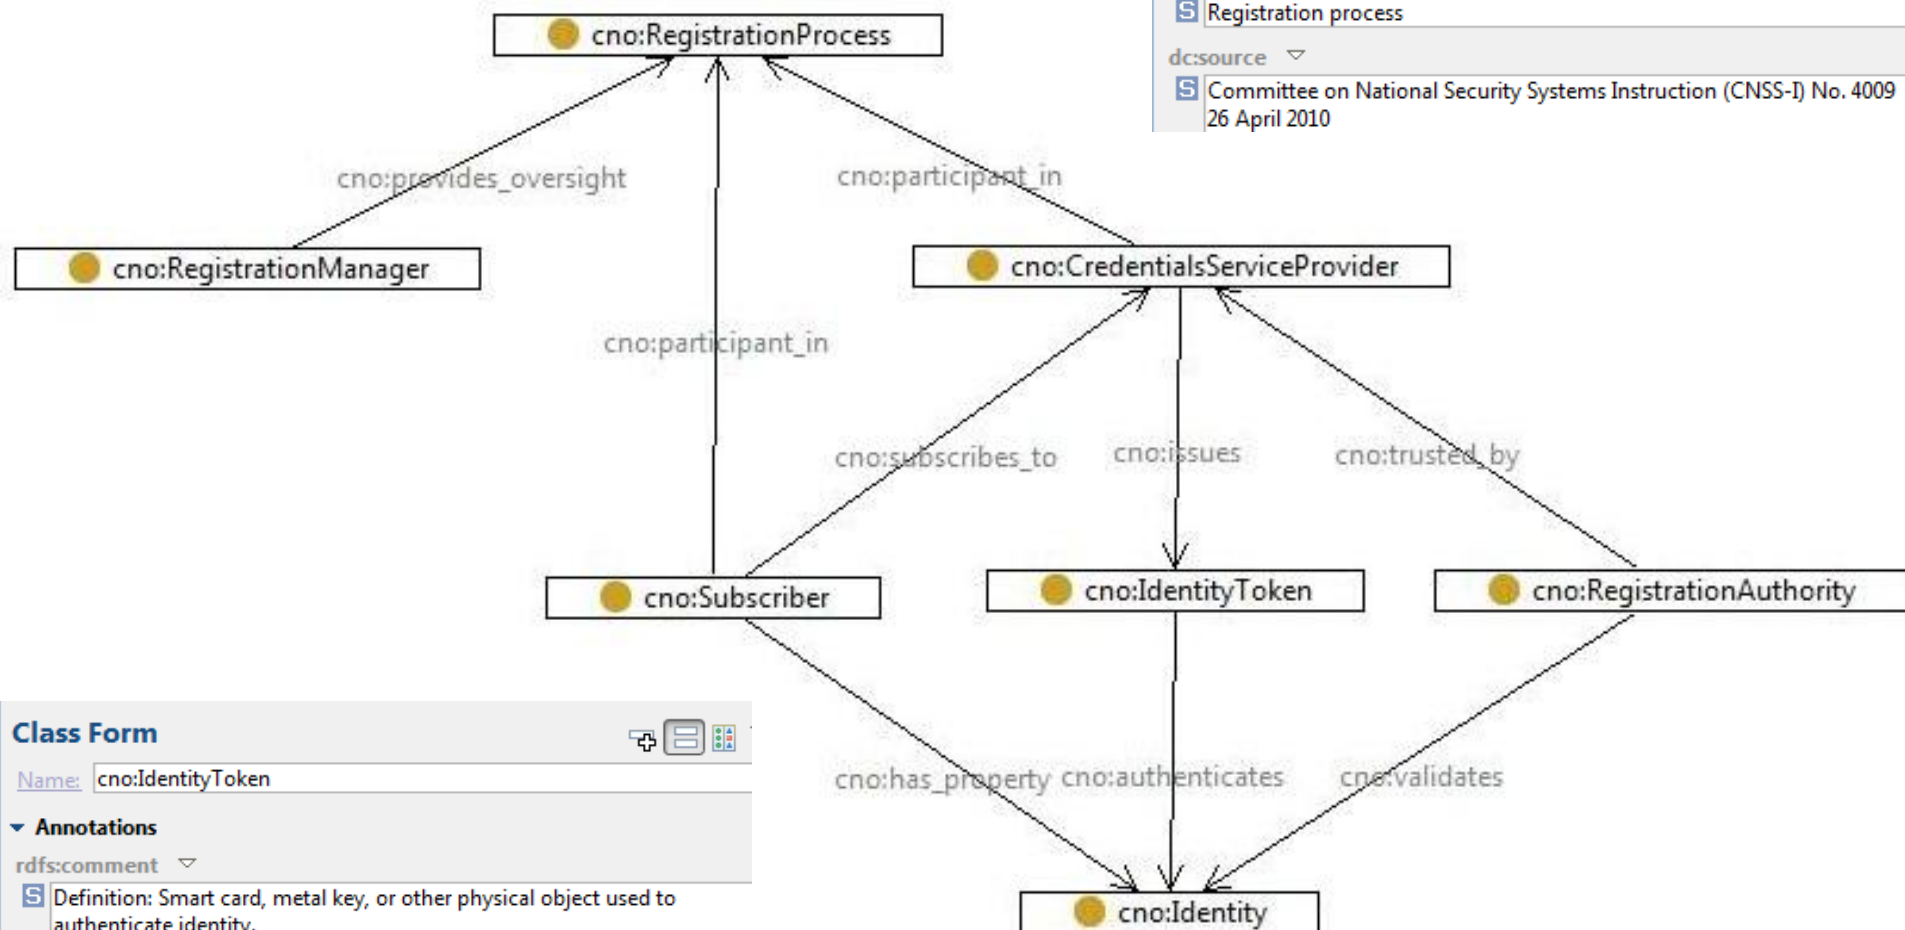 cno:RegistrationProcess
S Registration process
dc:source
S Committee on National Security Systems Instruction (CNSS-I) No. 4009
26 April 2010
cno:provides_oversight
cno:participant_in
cno:RegistrationManager
cno:CredentialsServiceProvider
cno:participant_in
cno:subscribes_to
cno:issues
cno:trusted_by
cno:Subscriber
cno:IdentityToken
cno:RegistrationAuthority
cno:has_property
cno:authenticates
cno:validates
cno:Identity
Class Form
Name: cno:IdentityToken
Annotations
rdfs:comment
S Definition: Smart card, metal key, or other physical object used to
authenticate identity.